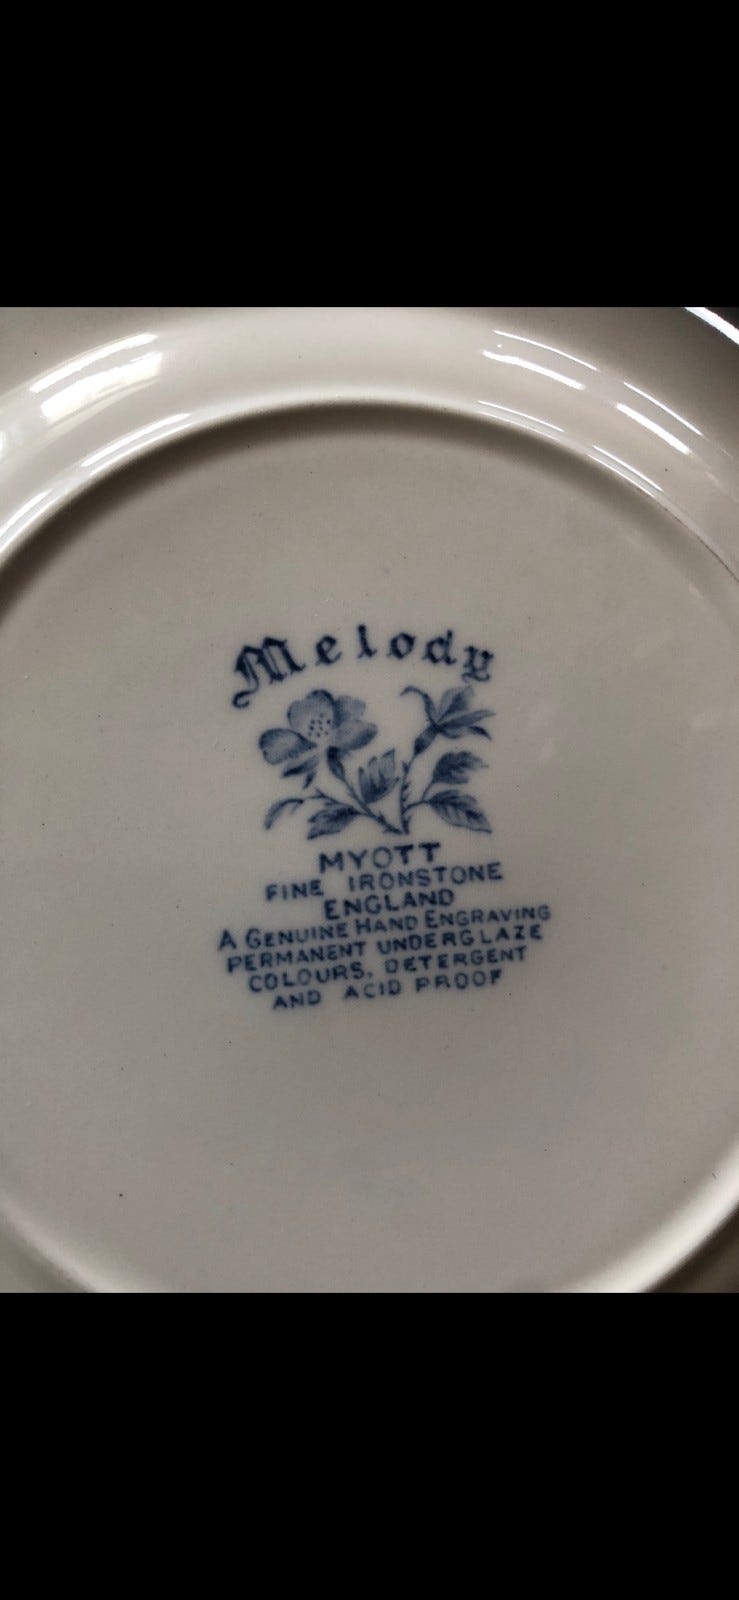 Melody
MYOTT
FINE IRONSTONE
ENGLAND
A GENUINE HAND ENGRAVING
PERMANENT UNDERGLAZE
COLOURS, DETERGENT
AND ACID PROOF